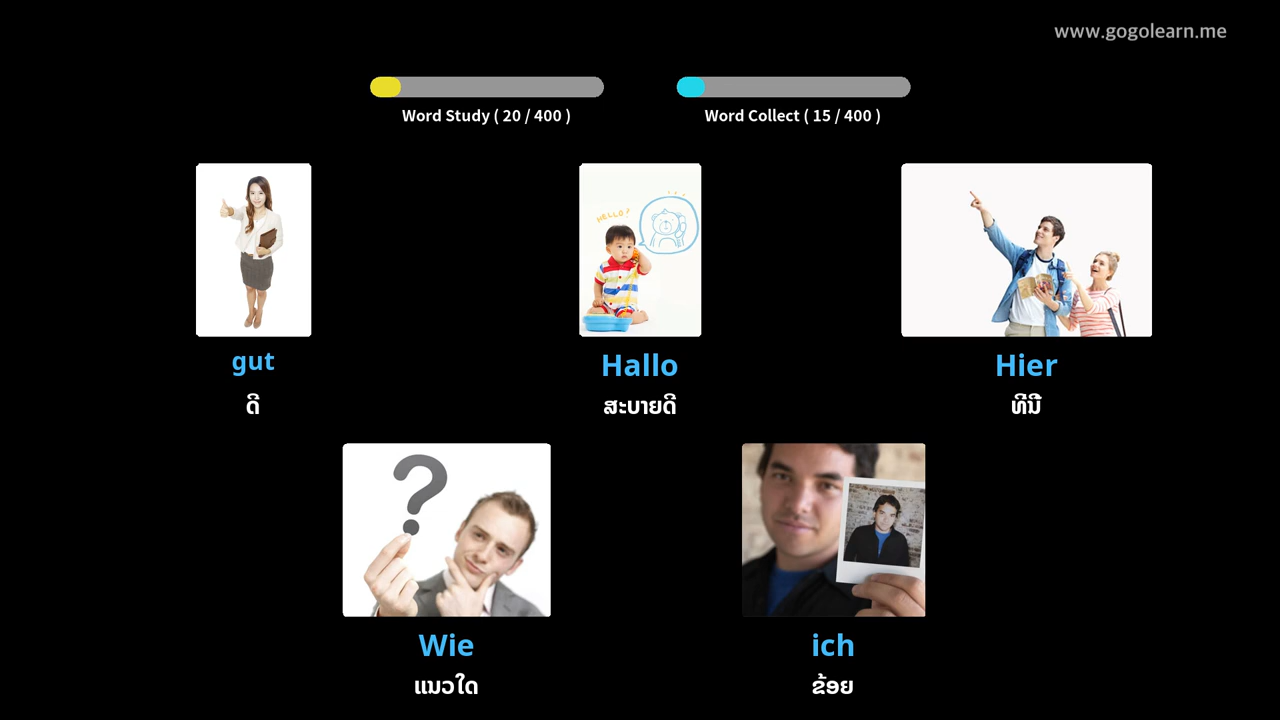 www.gogolearn.me
Word Study ( 20 / 400 )
Word Collect ( 15 / 400 )
HELLO?
gut
Hallo
Hier
ດີ
ສະບາຍດີ
ທີ່ນີ້
Wie
ich
ແນວໃດ
ຂ້ອຍ